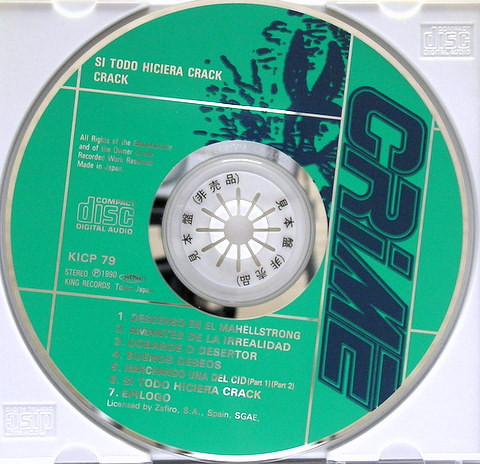 SI TODO HICIERA CRACK
CRACK
CRiME
All Rights of the
and of the Owner
Recorded Work Reserved
Made in Japan.
COMPACT
disc
DIGITAL AUDIO
KICP 79
STEREO Ⓟ1990
KING RECORDS Tokyo Japan
見本盤 (非売品)
見本盤 (非売品)
1 DESCENSO EN EL MAHELLSTRONG
2. AMANTES DE LA IRREALIDAD
3. COBARDE O DESERTOR
4. BUENOS DESEOS
5. MARCHANDO UNA DEL CID (Part 1) (Part 2)
6. SI TODO HICIERA CRACK
7. EPILOGO
Licensed by Zafiro, S.A., Spain, SGAE,
COMPACT
disc
DIGITAL AUDIO
disc